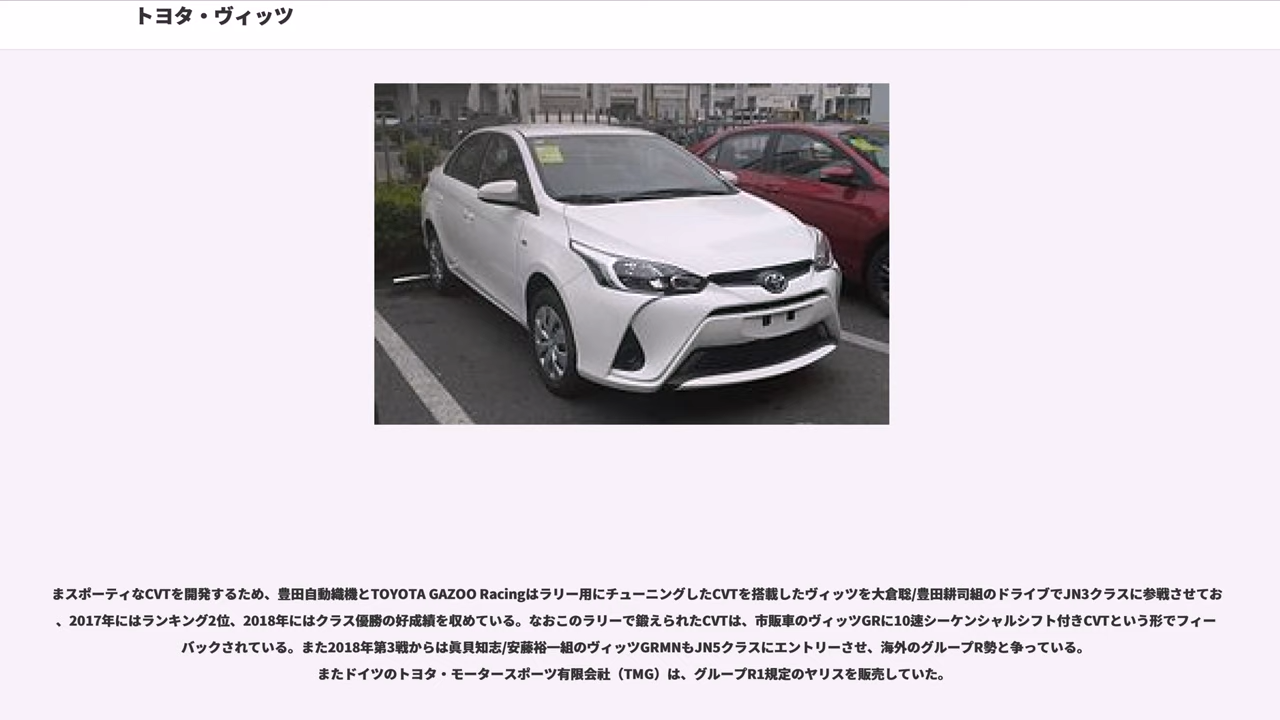 トヨタ・ヴィッツ
まスポーティなCVTを開発するため、豊田自動織機とTOYOTA GAZOO Racingはラリー用にチューニングしたCVTを搭載したヴィッツを大倉聡/豊田耕司組のドライブでJN3クラスに参戦させてお
、2017年にはランキング2位、2018年にはクラス優勝の好成績を収めている。なおこのラリーで鍛えられたCVTは、市販車のヴィッツGRに10速シーケンシャルシフト付きCVTという形でフィー
バックされている。また2018年第3戦からは眞貝知志/安藤裕一組のヴィッツGRMNもJN5クラスにエントリーさせ、海外のグループR勢と争っている。
またドイツのトヨタ・モータースポーツ有限会社（TMG）は、グループR1規定のヤリスを販売していた。